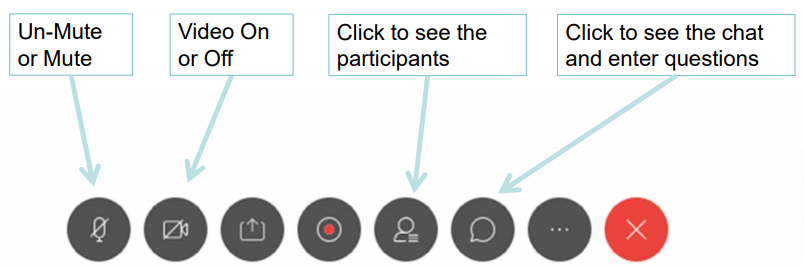 Un-Mute
or Mute
Video On
or Off
Click to see the
participants
Click to see the chat
and enter questions